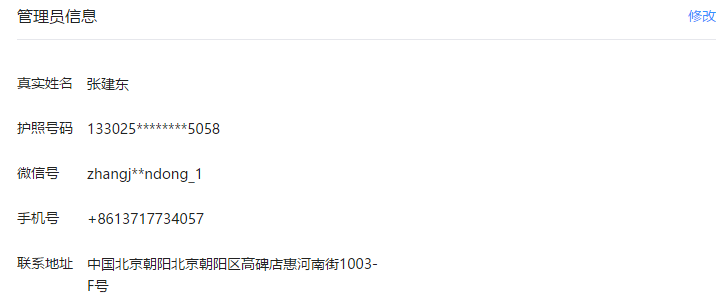 管理员信息 修改
真实姓名 张建东
护照号码 133025********5058
微信号 zhangj**ndong_1
手机号 +8613717734057
联系地址 中国北京朝阳北京朝阳区高碑店惠河南街1003-
F号